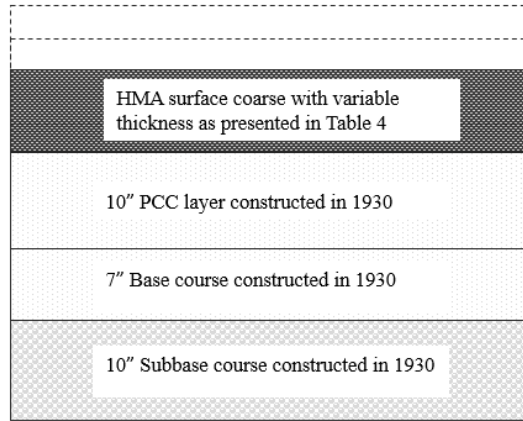 HMA surface coarse with variable
thickness as presented in Table 4
10″ PCC layer constructed in 1930
7″ Base course constructed in 1930
10″ Subbase course constructed in 1930